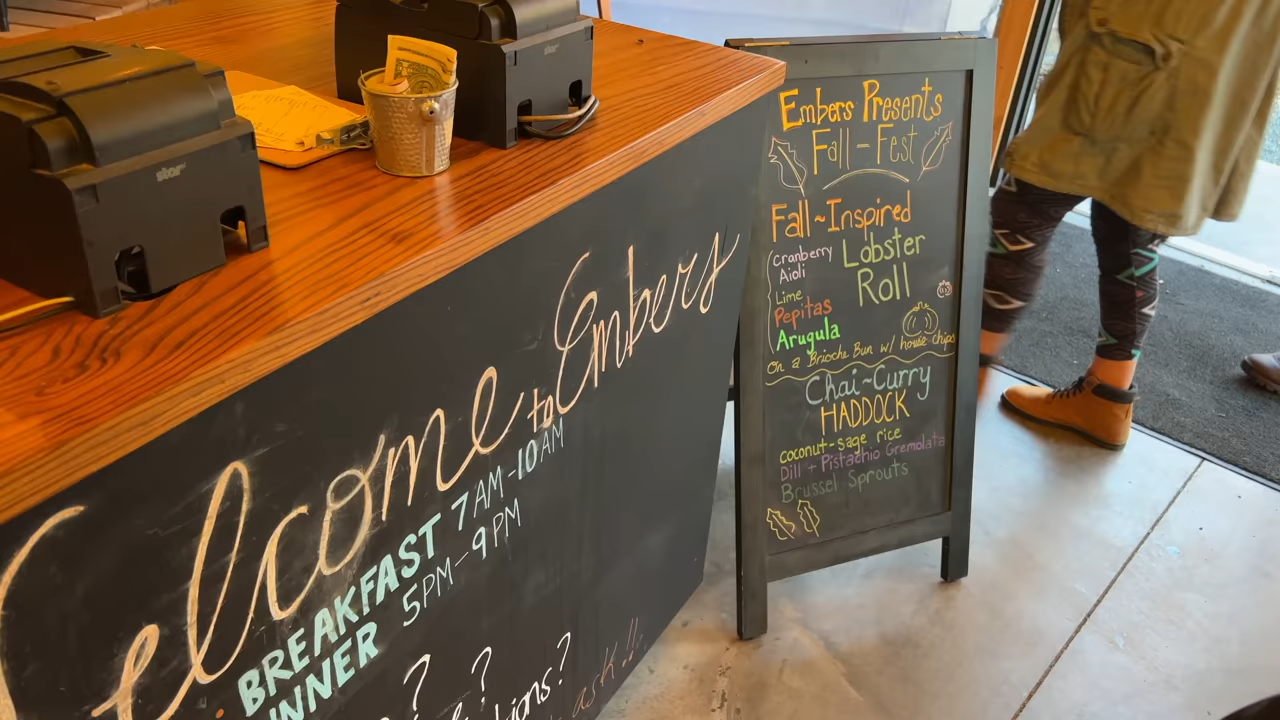 star
star
Embers Presents
Fall-Fest
Fall~Inspired
Lobster
Roll
Cranberry
Aioli
Lime
Pepitas
Arugula
On a Brioche Bun w/ house chips
Chai~Curry
HADDOCK
coconut-sage rice
Dill + Pistachio Gremolata
Brussel Sprouts
elcome to Embers
BREAKFAST 7AM-10AM
INNER 5PM-9PM
? ?
ions?
ask!!